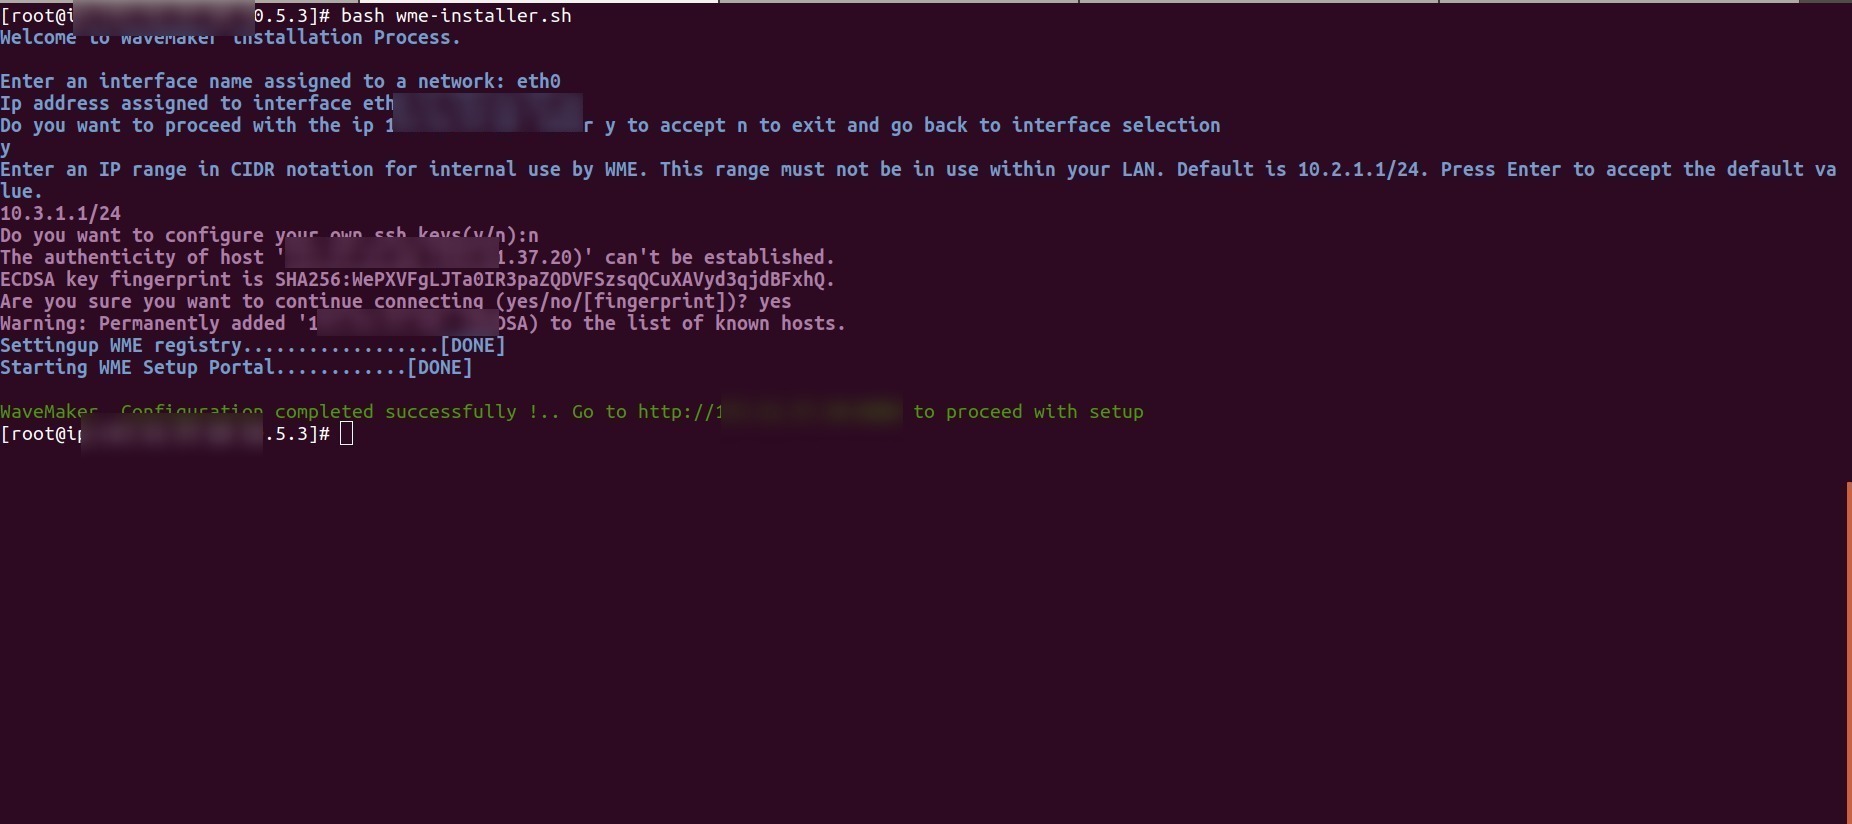 [root@i 0.5.3]# bash wme-installer.sh
Welcome to WaveMaker installation Process.
Enter an interface name assigned to a network: eth0
Ip address assigned to interface eth
Do you want to proceed with the ip 1 r y to accept n to exit and go back to interface selection
y
Enter an IP range in CIDR notation for internal use by WME. This range must not be in use within your LAN. Default is 10.2.1.1/24. Press Enter to accept the default va
lue.
10.3.1.1/24
Do you want to configure your own ssh keys(y/n):n
The authenticity of host ' 1.37.20)' can't be established.
ECDSA key fingerprint is SHA256:WePXVFgLJTa0IR3paZQDVFSzsqQCuXAVyd3qjdBFxhQ.
Are you sure you want to continue connecting (yes/no/[fingerprint])? yes
Warning: Permanently added '1 DSA) to the list of known hosts.
Settingup WME registry..................[DONE]
Starting WME Setup Portal............[DONE]
WaveMaker Configuration completed successfully !.. Go to http://1 to proceed with setup
[root@ip .5.3]#